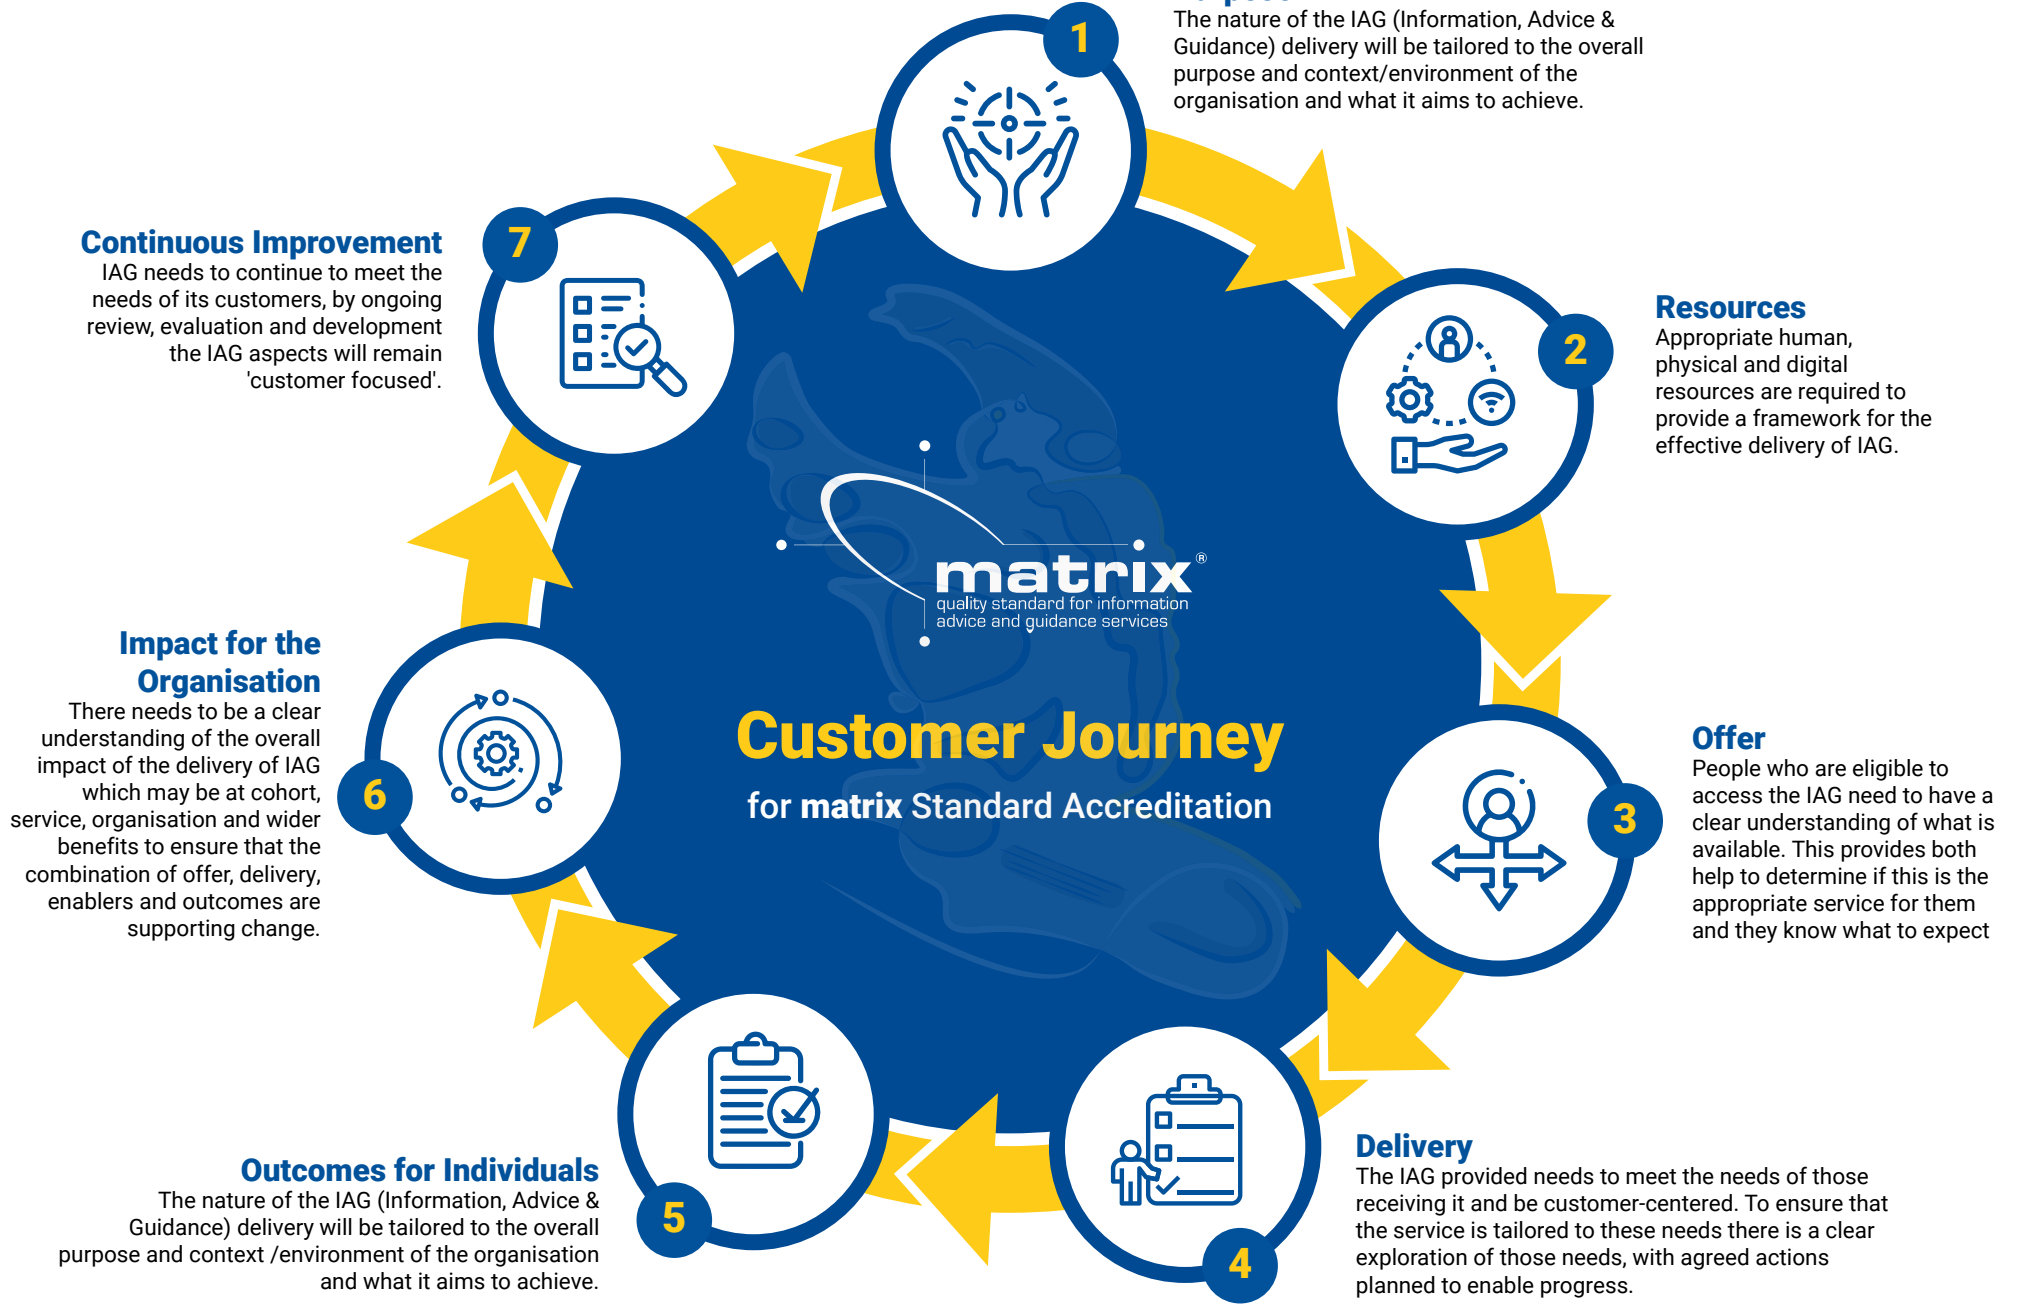 1
The nature of the IAG (Information, Advice &
Guidance) delivery will be tailored to the overall
purpose and context/environment of the
organisation and what it aims to achieve.
2
Resources
Appropriate human,
physical and digital
resources are required to
provide a framework for the
effective delivery of IAG.
3
Offer
People who are eligible to
access the IAG need to have a
clear understanding of what is
available. This provides both
help to determine if this is the
appropriate service for them
and they know what to expect
4
Delivery
The IAG provided needs to meet the needs of those
receiving it and be customer-centered. To ensure that
the service is tailored to these needs there is a clear
exploration of those needs, with agreed actions
planned to enable progress.
5
Outcomes for Individuals
The nature of the IAG (Information, Advice &
Guidance) delivery will be tailored to the overall
purpose and context /environment of the organisation
and what it aims to achieve.
6
Impact for the
Organisation
There needs to be a clear
understanding of the overall
impact of the delivery of IAG
which may be at cohort,
service, organisation and wider
benefits to ensure that the
combination of offer, delivery,
enablers and outcomes are
supporting change.
7
Continuous Improvement
IAG needs to continue to meet the
needs of its customers, by ongoing
review, evaluation and development
the IAG aspects will remain
'customer focused'.
matrix®
quality standard for information
advice and guidance services
Customer Journey
for matrix Standard Accreditation